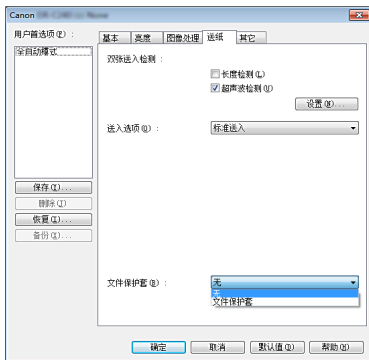 Canon
用户首选项(P)：
全自动模式
保存(I)...
删除(J)
恢复(I)...
备份(K)...
基本
亮度
图像处理
送纸
其它
双张送入检测：
长度检测(L)
超声波检测(U)
设置(M)...
送入选项(O)：
标准送入
文件保护套(B)：
无
无
文件保护套
确定
取消
默认值(D)
帮助(H)